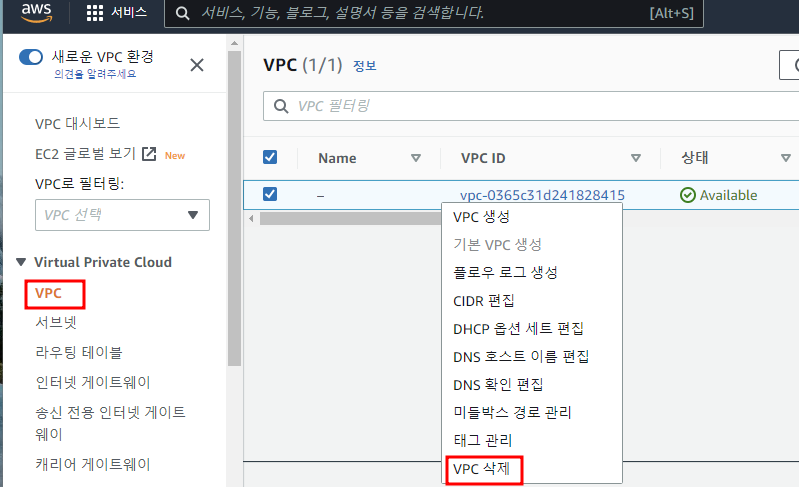 aws
서비스
서비스, 기능, 블로그, 설명서 등을 검색합니다.
[Alt+S]
새로운 VPC 환경
의견을 알려주세요
VPC 대시보드
EC2 글로벌 보기 New
VPC로 필터링:
VPC 선택
Virtual Private Cloud
VPC
서브넷
라우팅 테이블
인터넷 게이트웨이
송신 전용 인터넷 게이트
웨이
캐리어 게이트웨이
VPC (1/1) 정보
VPC 필터링
Name VPC ID 상태
– vpc-0365c31d241828415 Available
VPC 생성
기본 VPC 생성
플로우 로그 생성
CIDR 편집
DHCP 옵션 세트 편집
DNS 호스트 이름 편집
DNS 확인 편집
미들박스 경로 관리
태그 관리
VPC 삭제